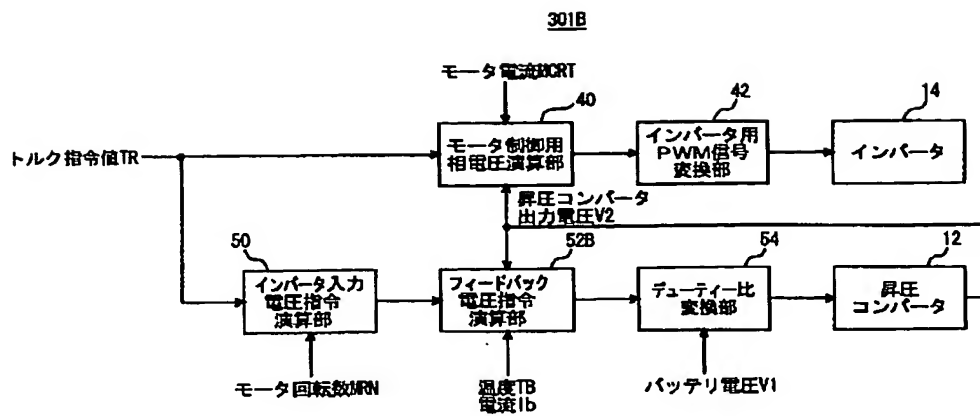 301B
モータ電流MCRT
40
42
14
トルク指令値TR
モータ制御用
相電圧演算部
インバータ用
PWM信号
変換部
インバータ
昇圧コンバータ
出力電圧V2
50
52B
54
12
インバータ入力
電圧指令
演算部
フィードバック
電圧指令
演算部
デューティー比
変換部
昇圧
コンバータ
モータ回転数MRN
温度TB
電流Ib
バッテリ電圧V1